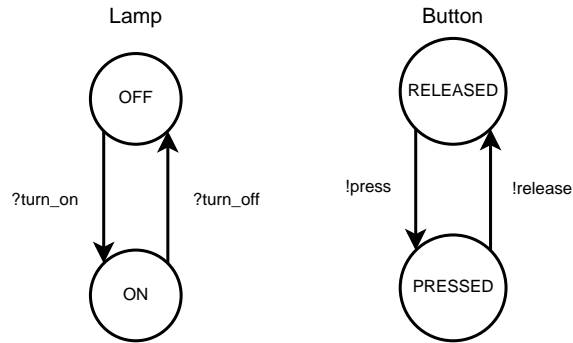 Lamp
OFF
?turn_on
?turn_off
ON
Button
RELEASED
!press
!release
PRESSED